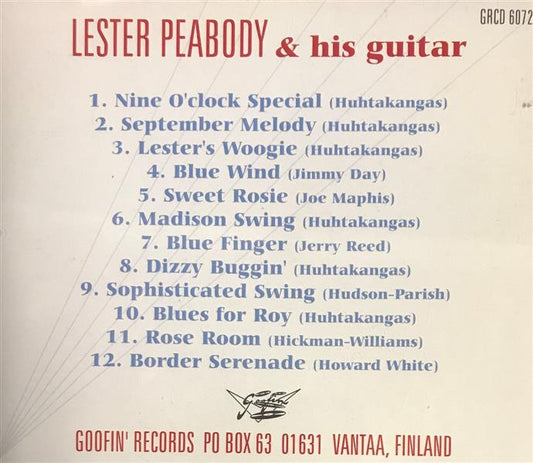 GRCD 6072
LESTER PEABODY & his guitar
1. Nine O'clock Special (Huhtakangas)
2. September Melody (Huhtakangas)
3. Lester's Woogie (Huhtakangas)
4. Blue Wind (Jimmy Day)
5. Sweet Rosie (Joe Maphis)
6. Madison Swing (Huhtakangas)
7. Blue Finger (Jerry Reed)
8. Dizzy Buggin' (Huhtakangas)
9. Sophisticated Swing (Hudson-Parish)
10. Blues for Roy (Huhtakangas)
11. Rose Room (Hickman-Williams)
12. Border Serenade (Howard White)
Goofin'
GOOFIN' RECORDS PO BOX 63 01631 VANTAA, FINLAND